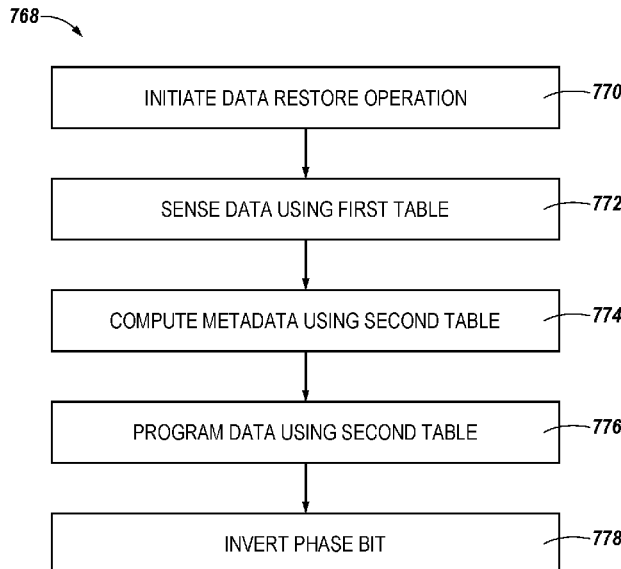 768
INITIATE DATA RESTORE OPERATION 770
SENSE DATA USING FIRST TABLE 772
COMPUTE METADATA USING SECOND TABLE 774
PROGRAM DATA USING SECOND TABLE 776
INVERT PHASE BIT 778